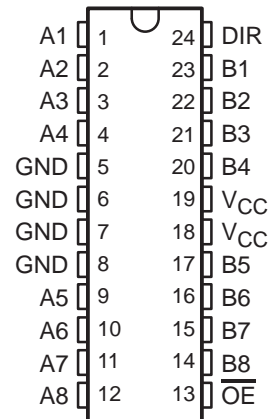 A1 1 24 DIR
A2 2 23 B1
A3 3 22 B2
A4 4 21 B3
GND 5 20 B4
GND 6 19 VCC
GND 7 18 VCC
GND 8 17 B5
A5 9 16 B6
A6 10 15 B7
A7 11 14 B8
A8 12 13 O̅E̅